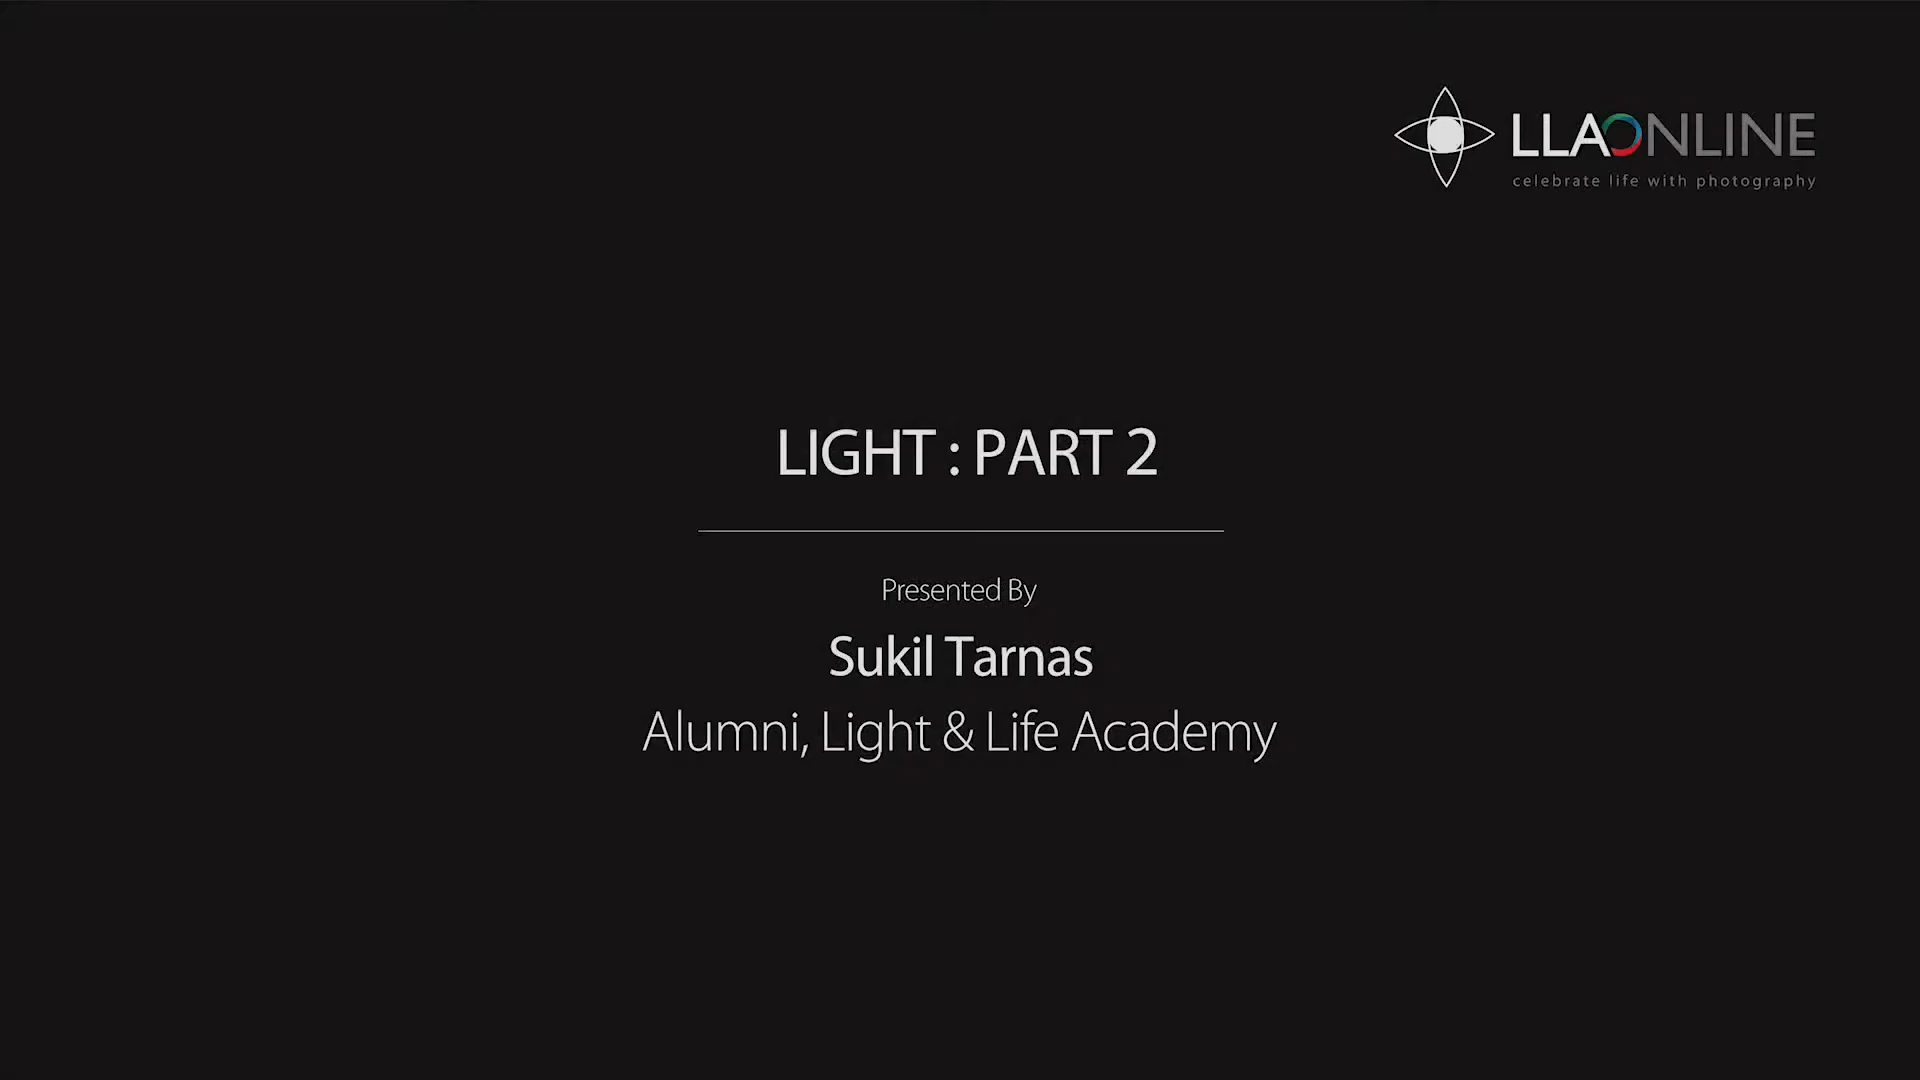 LLAONLINE
celebrate life with photography
LIGHT : PART 2
Presented By
Sukil Tarnas
Alumni, Light & Life Academy